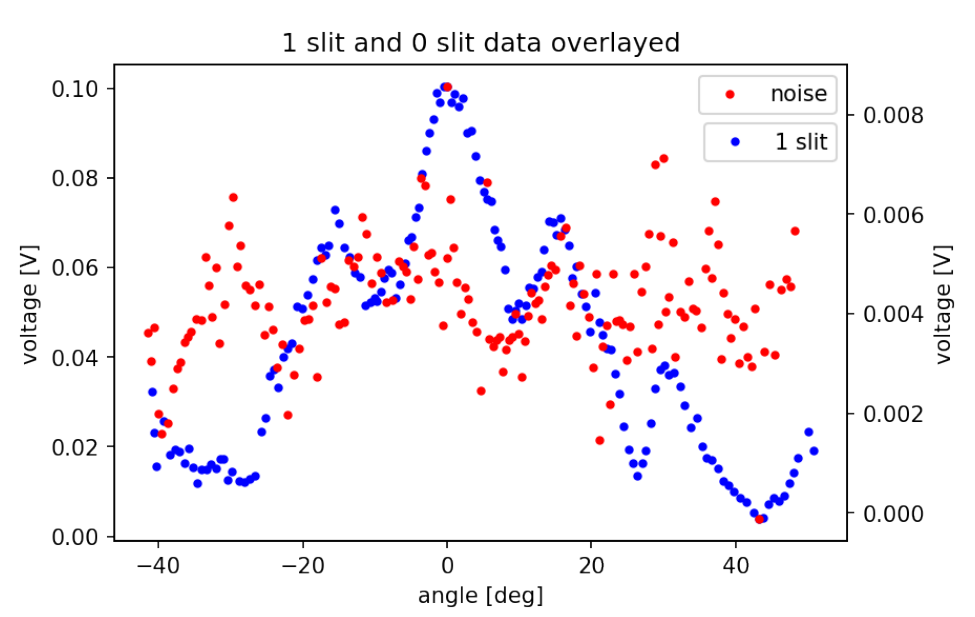 1 slit and 0 slit data overlayed
noise
1 slit
voltage [V]
0.10
0.08
0.06
0.04
0.02
0.00
0.008
0.006
0.004
0.002
0.000
voltage [V]
−40
−20
0
20
40
angle [deg]